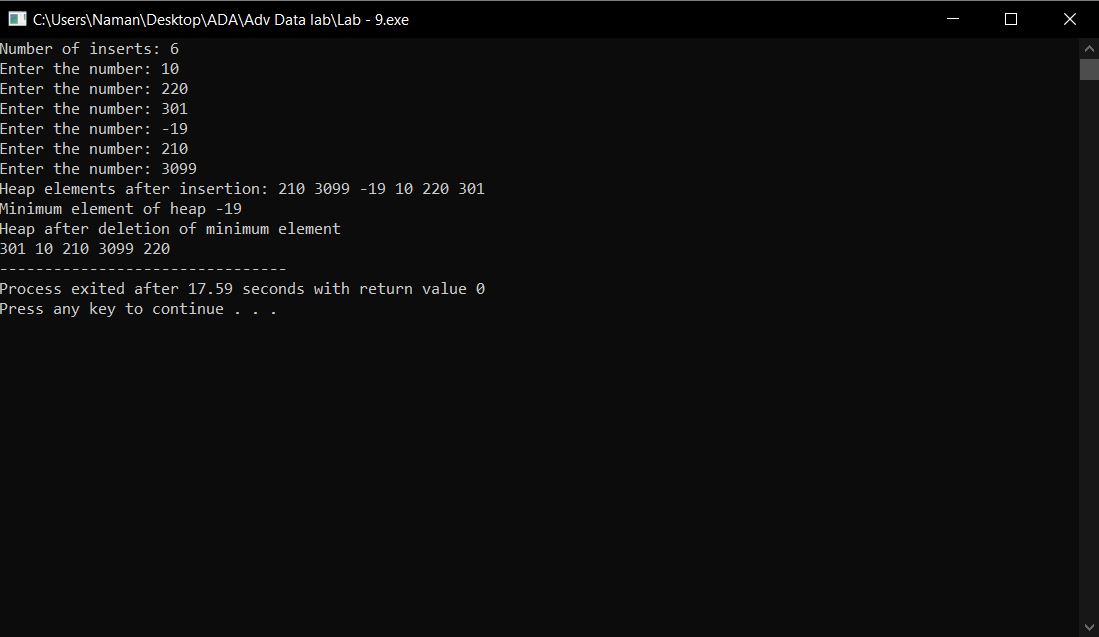 C:\Users\Naman\Desktop\ADA\Adv Data lab\Lab - 9.exe
Number of inserts: 6
Enter the number: 10
Enter the number: 220
Enter the number: 301
Enter the number: -19
Enter the number: 210
Enter the number: 3099
Heap elements after insertion: 210 3099 -19 10 220 301
Minimum element of heap -19
Heap after deletion of minimum element
301 10 210 3099 220
--------------------------------
Process exited after 17.59 seconds with return value 0
Press any key to continue . . .